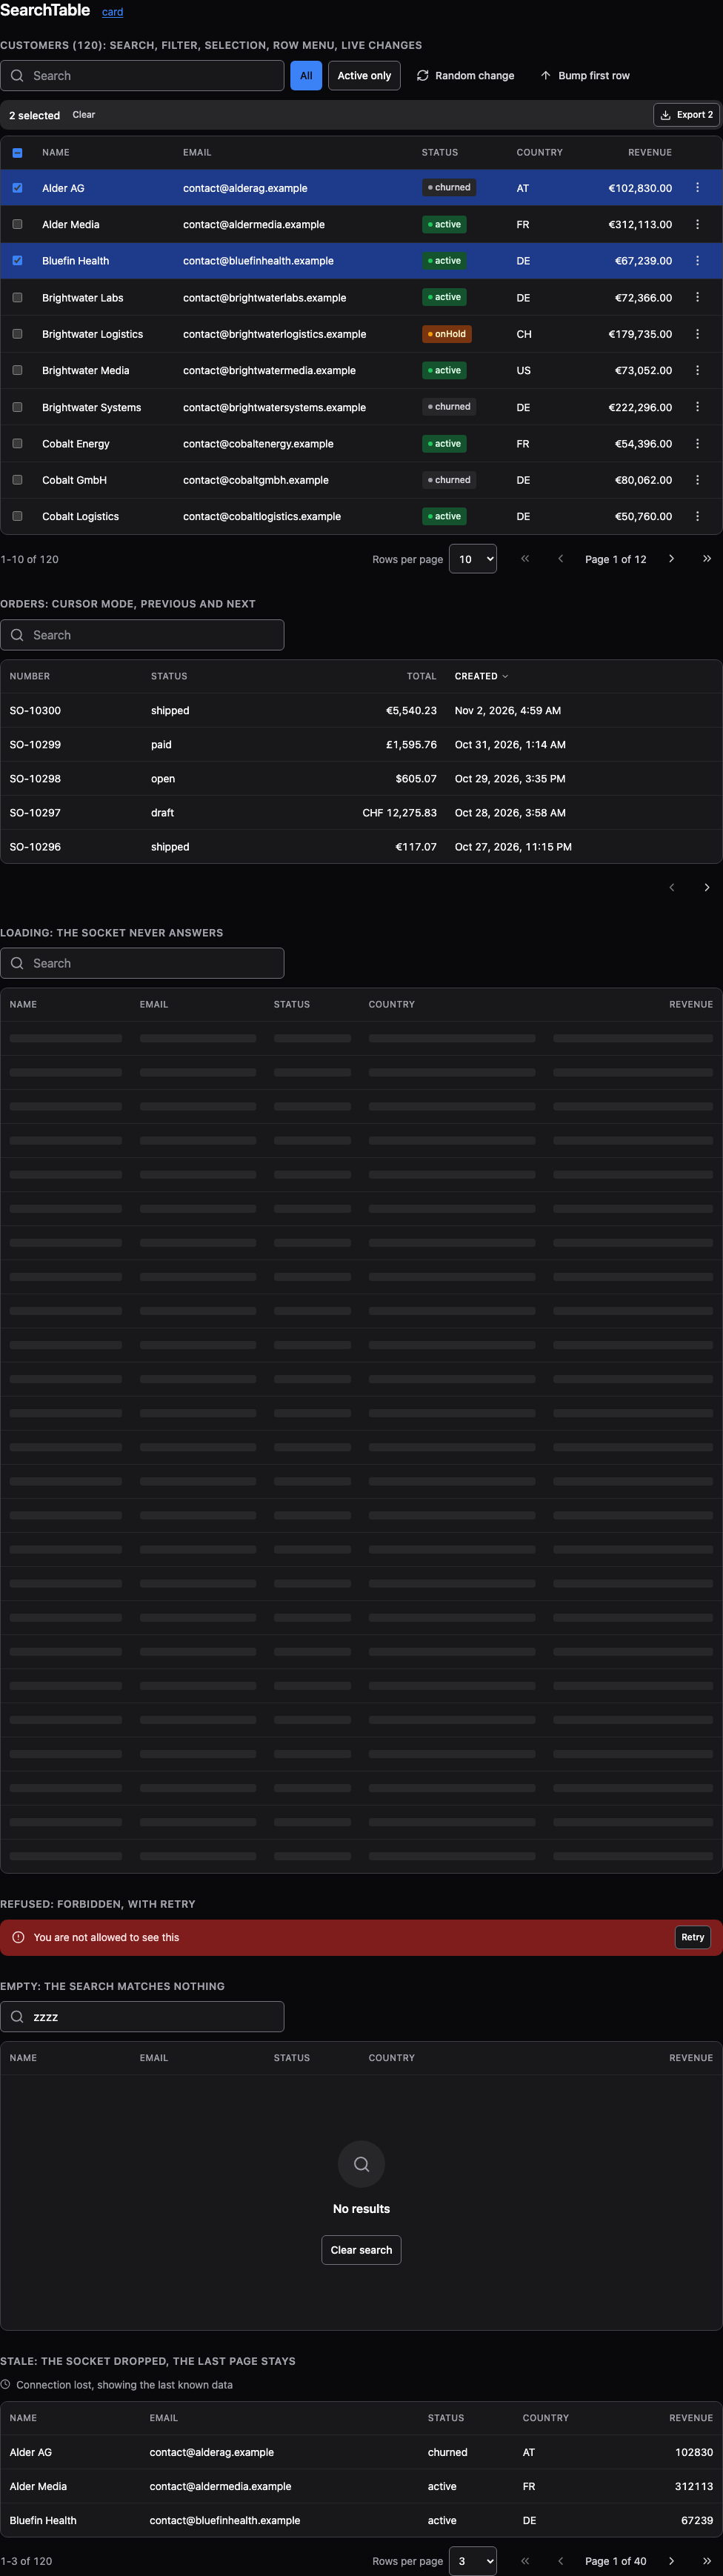 SearchTable card
CUSTOMERS (120): SEARCH, FILTER, SELECTION, ROW MENU, LIVE CHANGES
Search All Active only Random change Bump first row
2 selected Clear Export 2
NAME EMAIL STATUS COUNTRY REVENUE
Alder AG contact@alderag.example churned AT €102,830.00
Alder Media contact@aldermedia.example active FR €312,113.00
Bluefin Health contact@bluefinhealth.example active DE €67,239.00
Brightwater Labs contact@brightwaterlabs.example active DE €72,366.00
Brightwater Logistics contact@brightwaterlogistics.example onHold CH €179,735.00
Brightwater Media contact@brightwatermedia.example active US €73,052.00
Brightwater Systems contact@brightwatersystems.example churned DE €222,296.00
Cobalt Energy contact@cobaltenergy.example active FR €54,396.00
Cobalt GmbH contact@cobaltgmbh.example churned DE €80,062.00
Cobalt Logistics contact@cobaltlogistics.example active DE €50,760.00
1-10 of 120 Rows per page 10 Page 1 of 12
ORDERS: CURSOR MODE, PREVIOUS AND NEXT
Search
NUMBER STATUS TOTAL CREATED
SO-10300 shipped €5,540.23 Nov 2, 2026, 4:59 AM
SO-10299 paid £1,595.76 Oct 31, 2026, 1:14 AM
SO-10298 open $605.07 Oct 29, 2026, 3:35 PM
SO-10297 draft CHF 12,275.83 Oct 28, 2026, 3:58 AM
SO-10296 shipped €117.07 Oct 27, 2026, 11:15 PM
LOADING: THE SOCKET NEVER ANSWERS
Search
NAME EMAIL STATUS COUNTRY REVENUE
REFUSED: FORBIDDEN, WITH RETRY
You are not allowed to see this Retry
EMPTY: THE SEARCH MATCHES NOTHING
zzzz
NAME EMAIL STATUS COUNTRY REVENUE
No results
Clear search
STALE: THE SOCKET DROPPED, THE LAST PAGE STAYS
Connection lost, showing the last known data
NAME EMAIL STATUS COUNTRY REVENUE
Alder AG contact@alderag.example churned AT 102830
Alder Media contact@aldermedia.example active FR 312113
Bluefin Health contact@bluefinhealth.example active DE 67239
1-3 of 120 Rows per page 3 Page 1 of 40